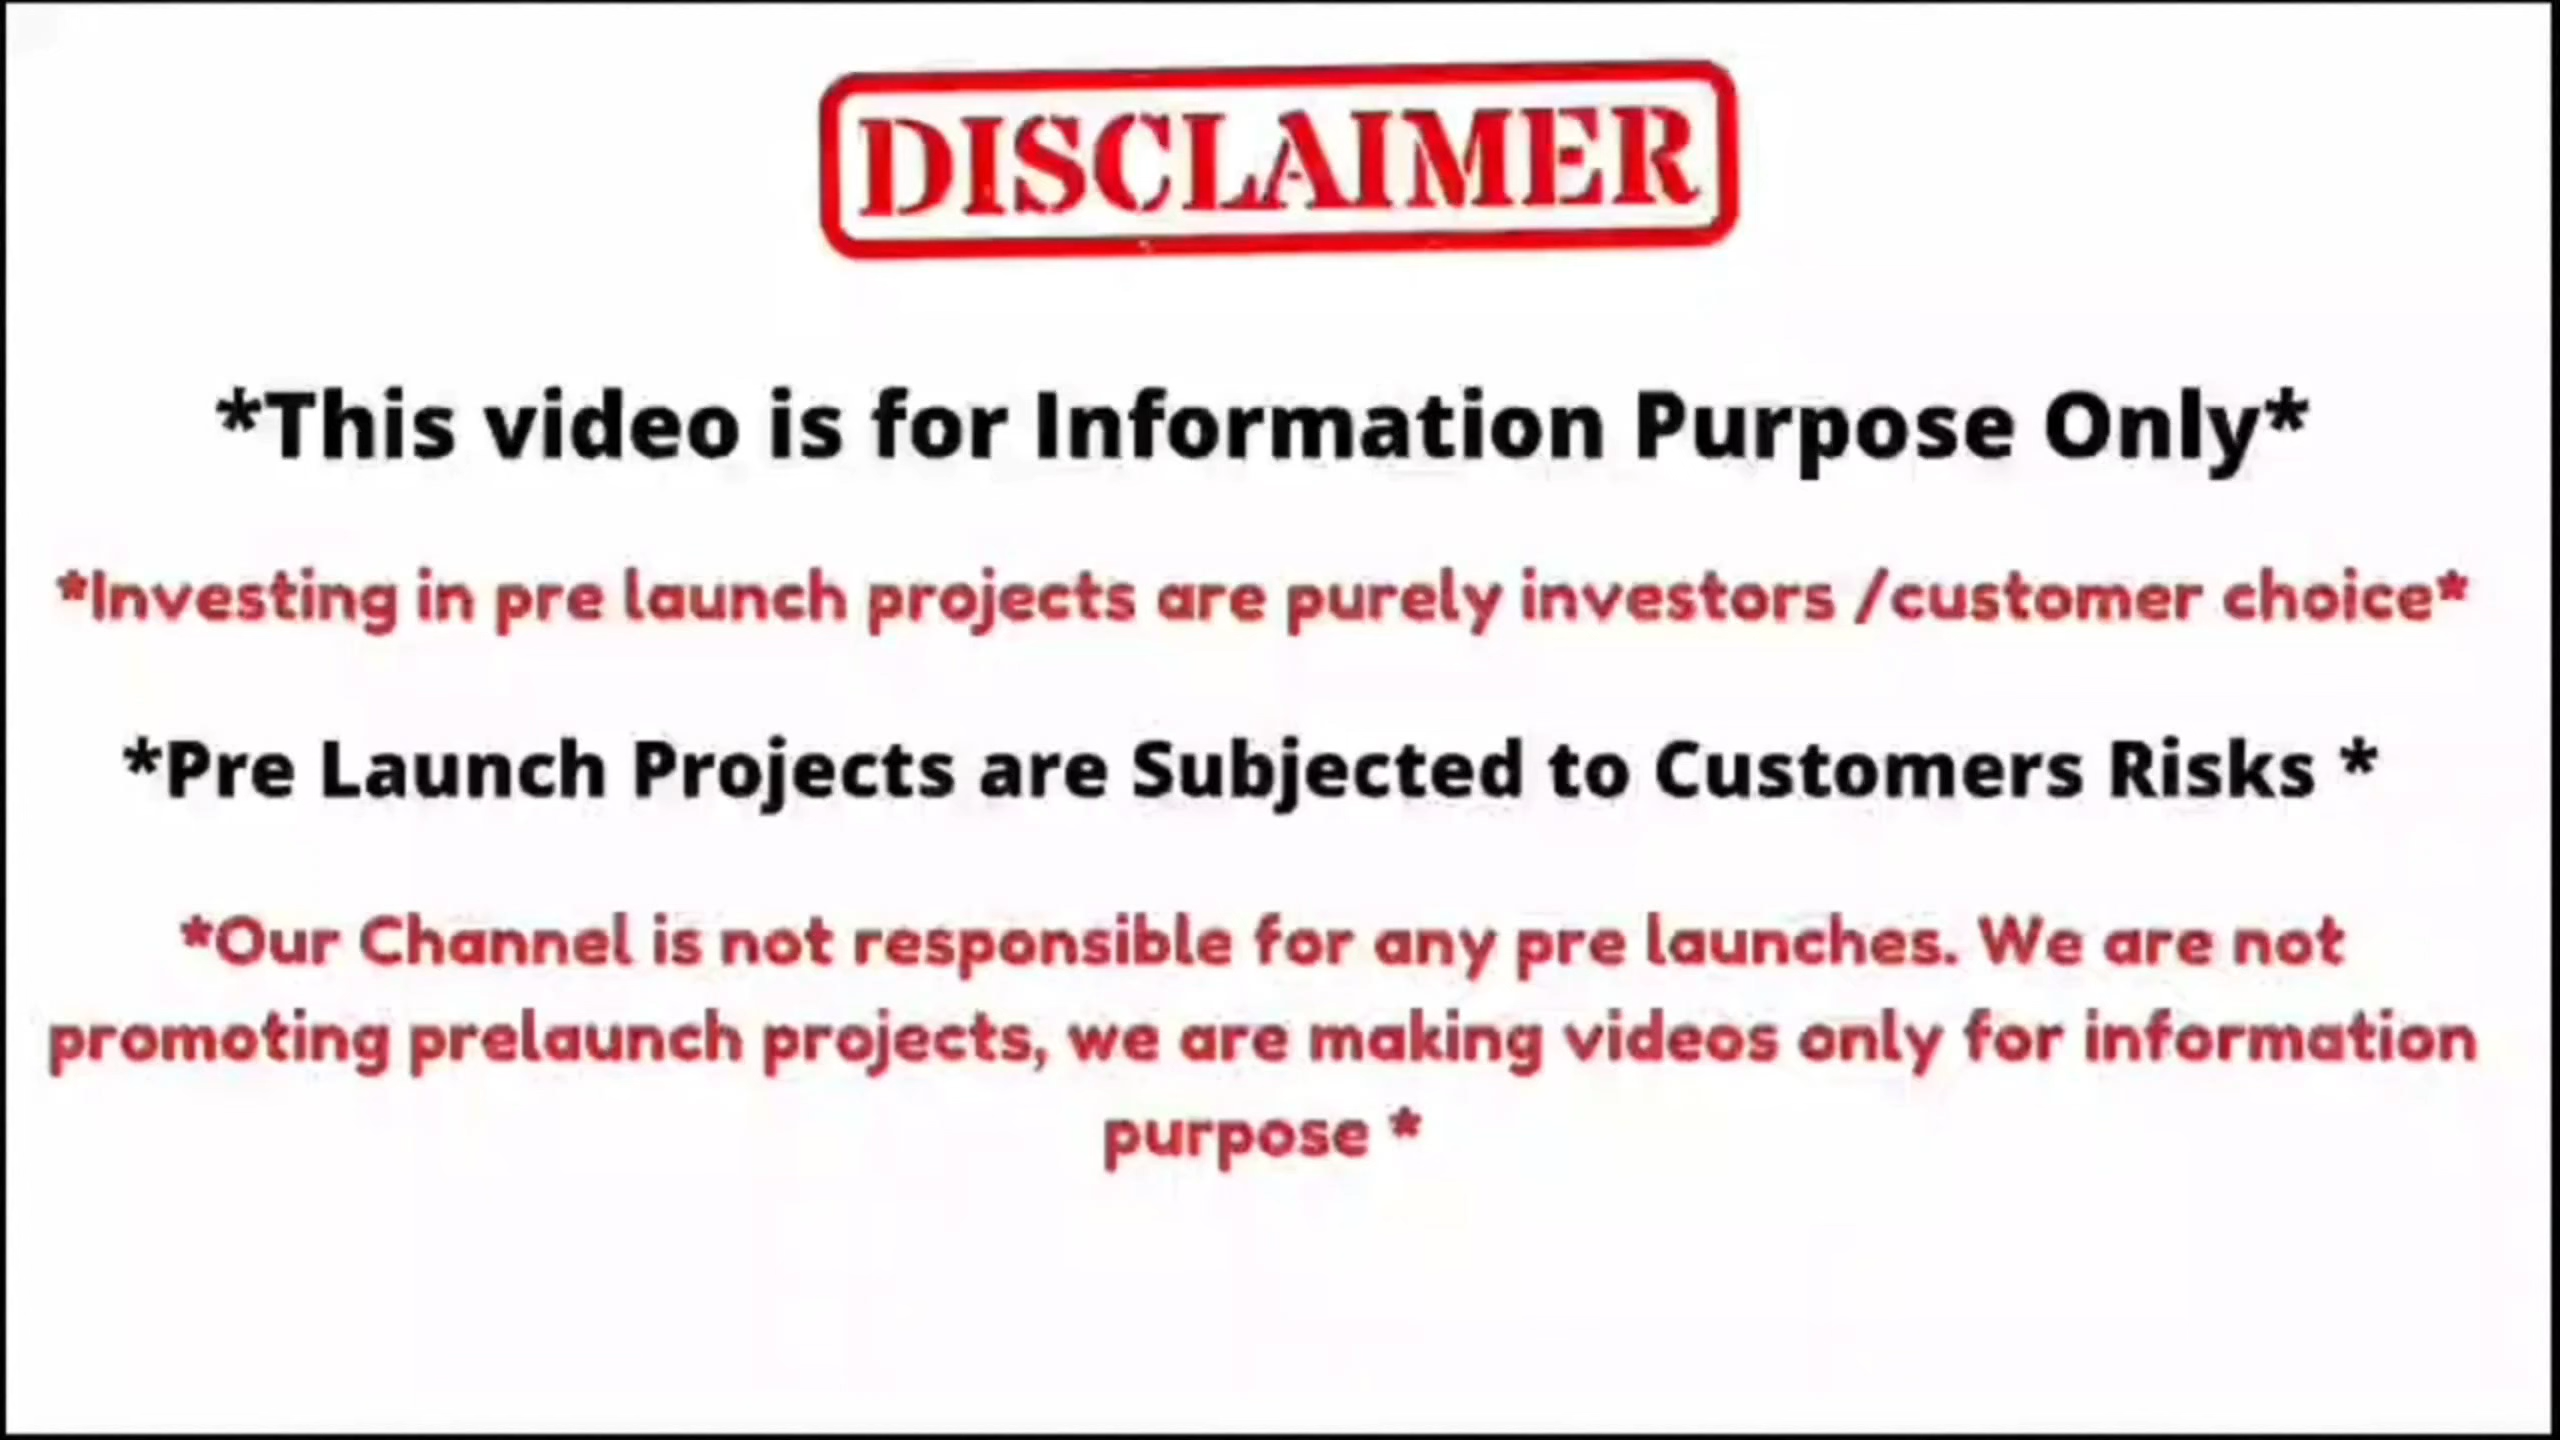 DISCLAIMER
*This video is for Information Purpose Only*
*Investing in pre launch projects are purely investors /customer choice*
*Pre Launch Projects are Subjected to Customers Risks *
*Our Channel is not responsible for any pre launches. We are not
promoting prelaunch projects, we are making videos only for information
purpose *